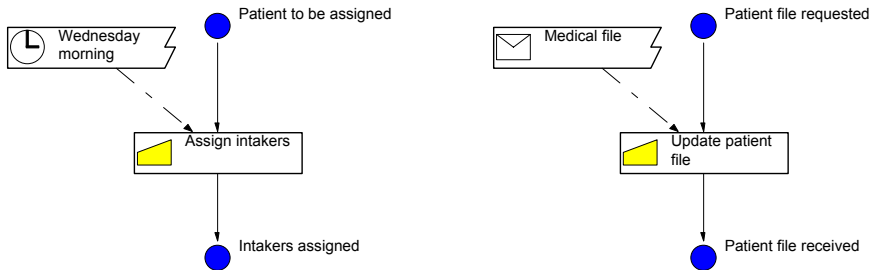 Patient to be assigned
Wednesday
morning
Assign intakers
Intakers assigned
Patient file requested
Medical file
Update patient
file
Patient file received